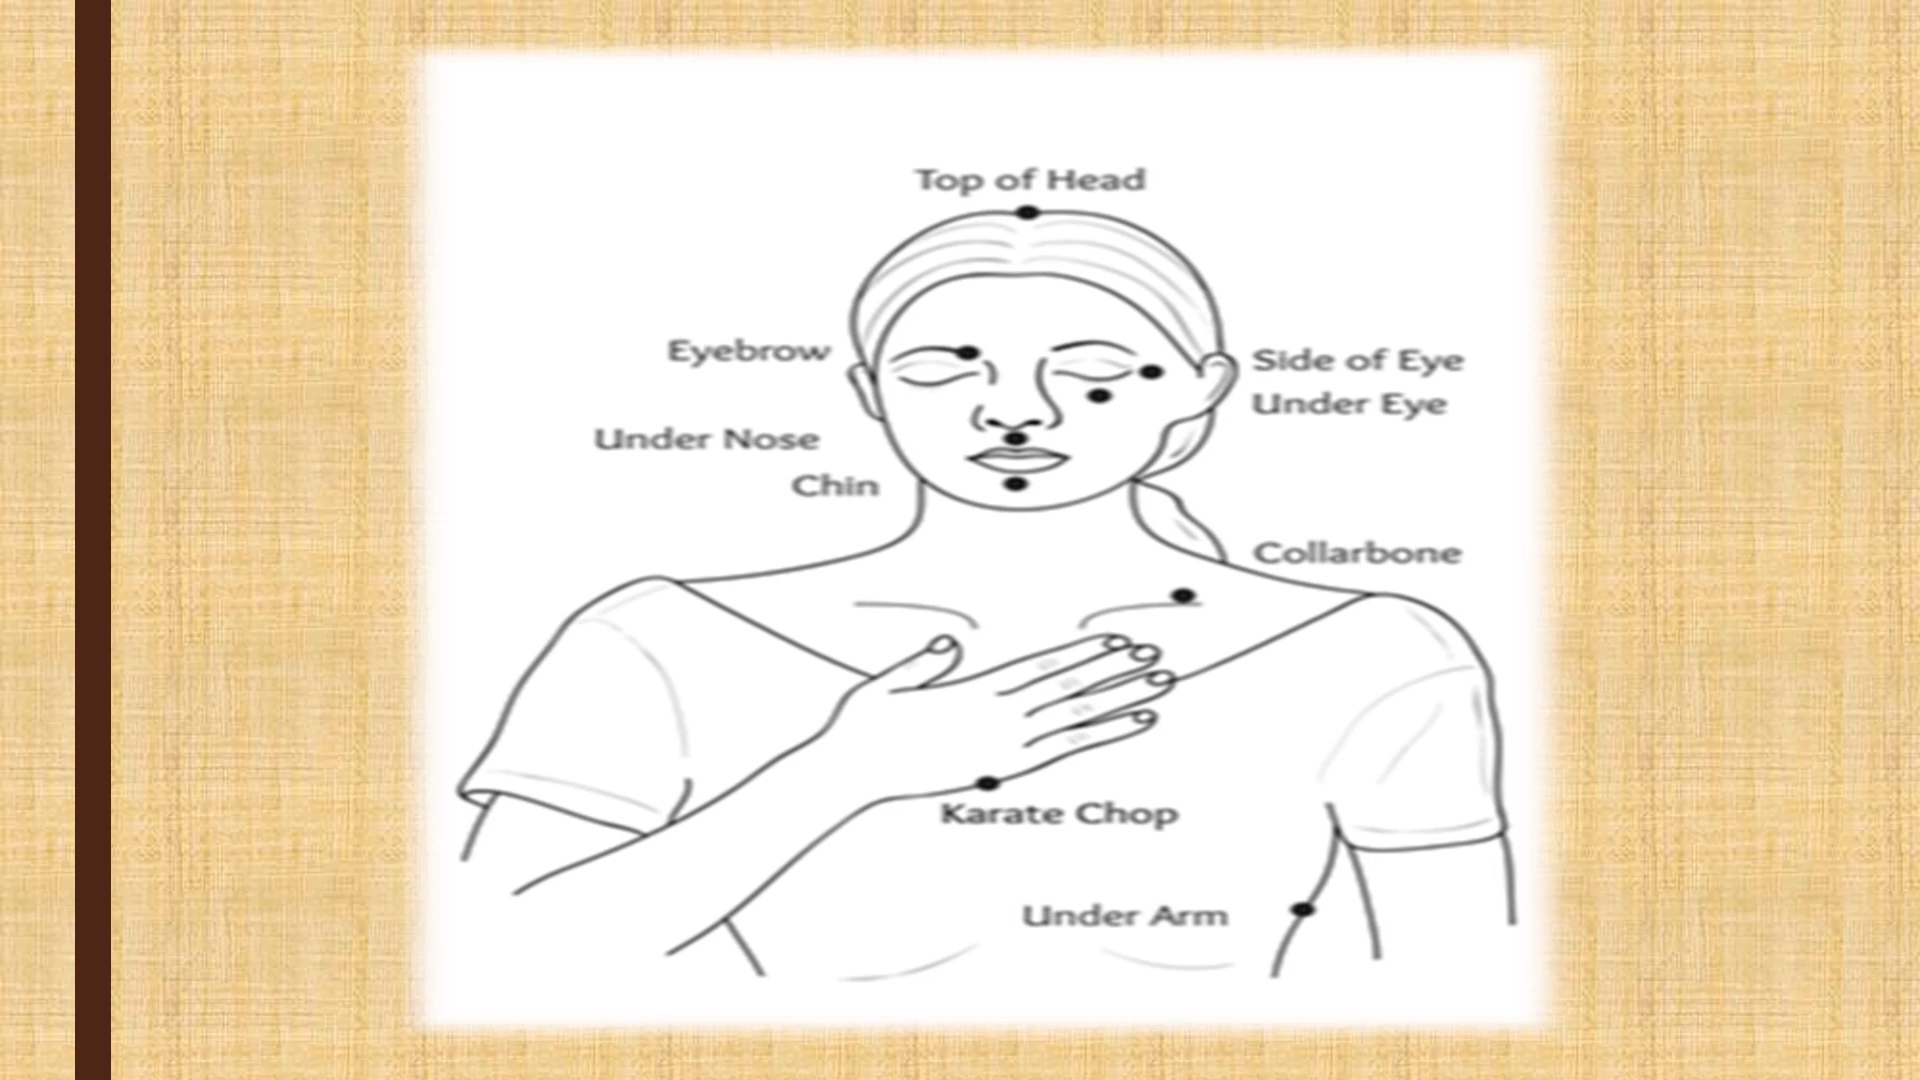 Top of Head
Eyebrow
Side of Eye
Under Eye
Under Nose
Chin
Collarbone
Karate Chop
Under Arm